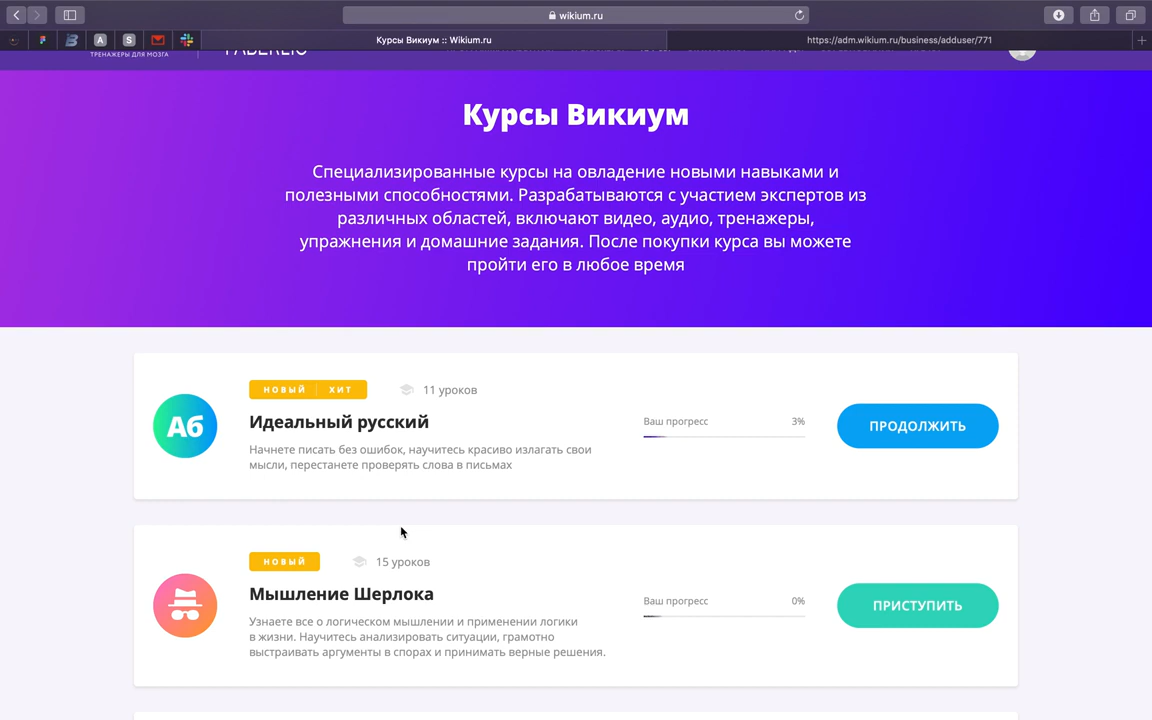 wikium.ru
A
S
Курсы Викиум :: Wikium.ru
https://adm.wikium.ru/business/adduser/771
ТРЕНАЖЕРЫ ДЛЯ МОЗГА
Курсы Викиум
Специализированные курсы на овладение новыми навыками и
полезными способностями. Разрабатываются с участием экспертов из
различных областей, включают видео, аудио, тренажеры,
упражнения и домашние задания. После покупки курса вы можете
пройти его в любое время
НОВЫЙ ХИТ 11 уроков
Аб
Идеальный русский
Начнете писать без ошибок, научитесь красиво излагать свои
мысли, перестанете проверять слова в письмах
Ваш прогресс 3%
ПРОДОЛЖИТЬ
НОВЫЙ 15 уроков
Мышление Шерлока
Узнаете все о логическом мышлении и применении логики
в жизни. Научитесь анализировать ситуации, грамотно
выстраивать аргументы в спорах и принимать верные решения.
Ваш прогресс 0%
ПРИСТУПИТЬ